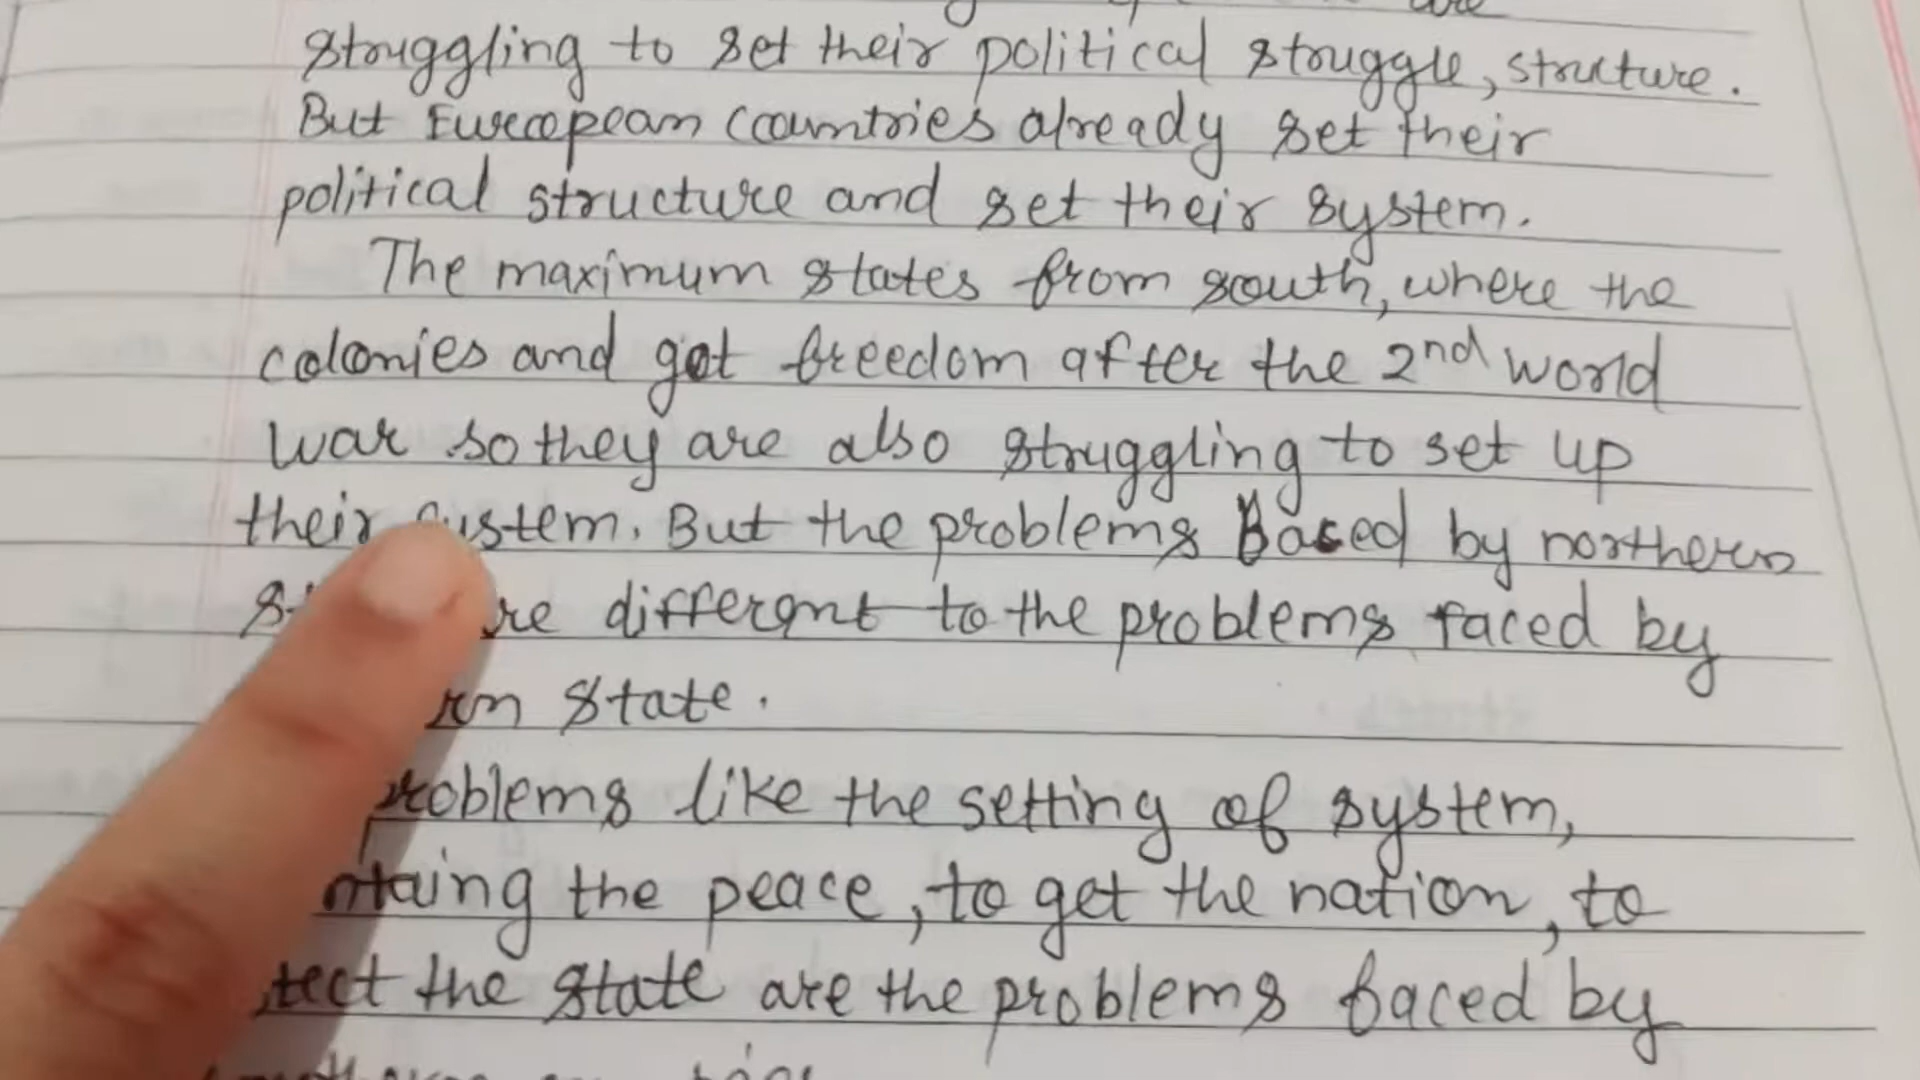 are
struggling to set their political struggle, structure.
But Eurcopean countries already set their
political structure and set their system.
The maximum states from south, where the
colonies and got freedom after the 2nd world
war so they are also struggling to set up
their system. But the problems Baced by northern
are different to the problems faced by
state.
problems like the setting of system,
the peace, to get the nation, to
the state are the problems faced by